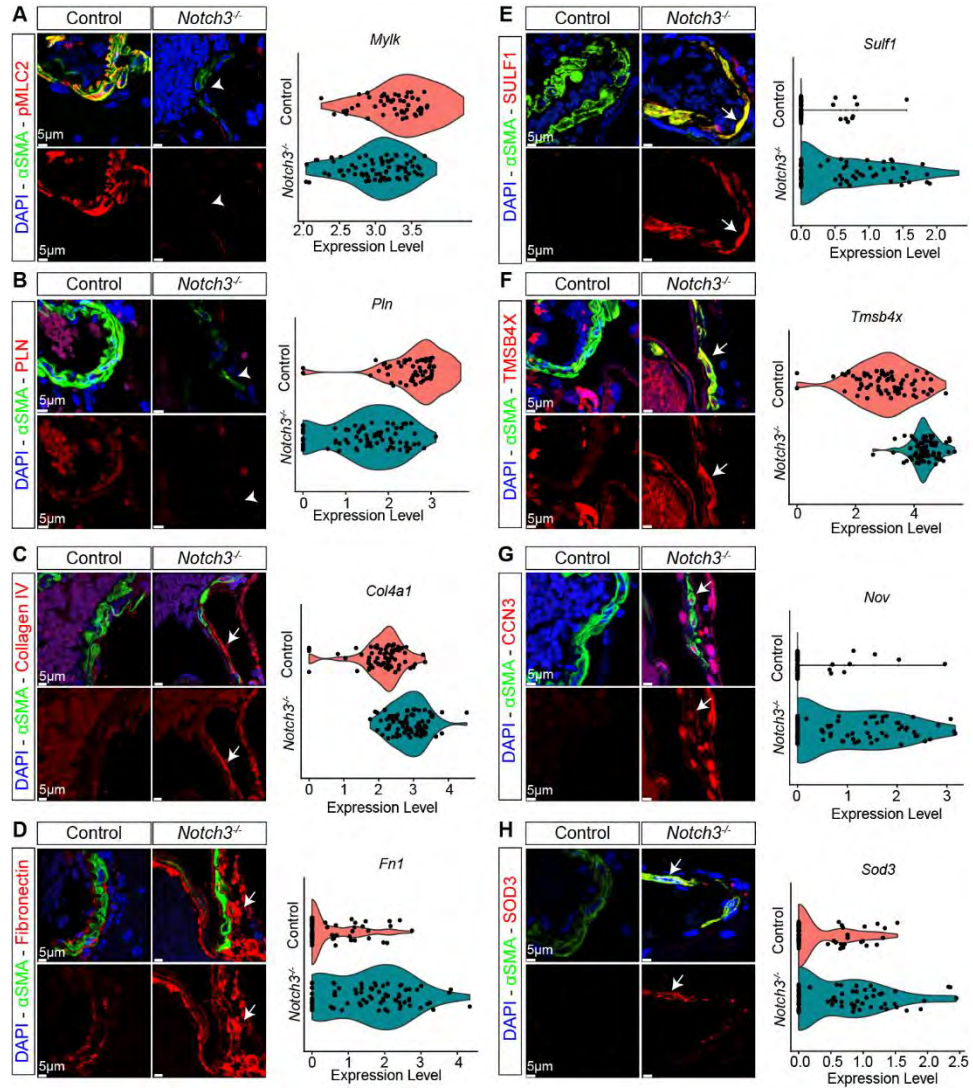 A
Control
Notch3-/-
DAPI - αSMA - pMLC2
5µm
5µm
Mylk
Control
Notch3-/-
2.0 2.5 3.0 3.5
Expression Level
B
Control
Notch3-/-
DAPI - αSMA - PLN
5µm
5µm
Pln
Control
Notch3-/-
0 1 2 3
Expression Level
C
Control
Notch3-/-
DAPI - αSMA - Collagen IV
5µm
5µm
Col4a1
Control
Notch3-/-
0 1 2 3 4
Expression Level
D
Control
Notch3-/-
DAPI - αSMA - Fibronectin
5µm
5µm
Fn1
Control
Notch3-/-
0 1 2 3 4
Expression Level
E
Control
Notch3-/-
DAPI - αSMA - SULF1
5µm
5µm
Sulf1
Control
Notch3-/-
0.0 0.5 1.0 1.5 2.0
Expression Level
F
Control
Notch3-/-
DAPI - αSMA - TMSB4X
5µm
5µm
Tmsb4x
Control
Notch3-/-
0 2 4
Expression Level
G
Control
Notch3-/-
DAPI - αSMA - CCN3
5µm
5µm
Nov
Control
Notch3-/-
0 1 2 3
Expression Level
H
Control
Notch3-/-
DAPI - αSMA - SOD3
5µm
5µm
Sod3
Control
Notch3-/-
0.0 0.5 1.0 1.5 2.0 2.5
Expression Level